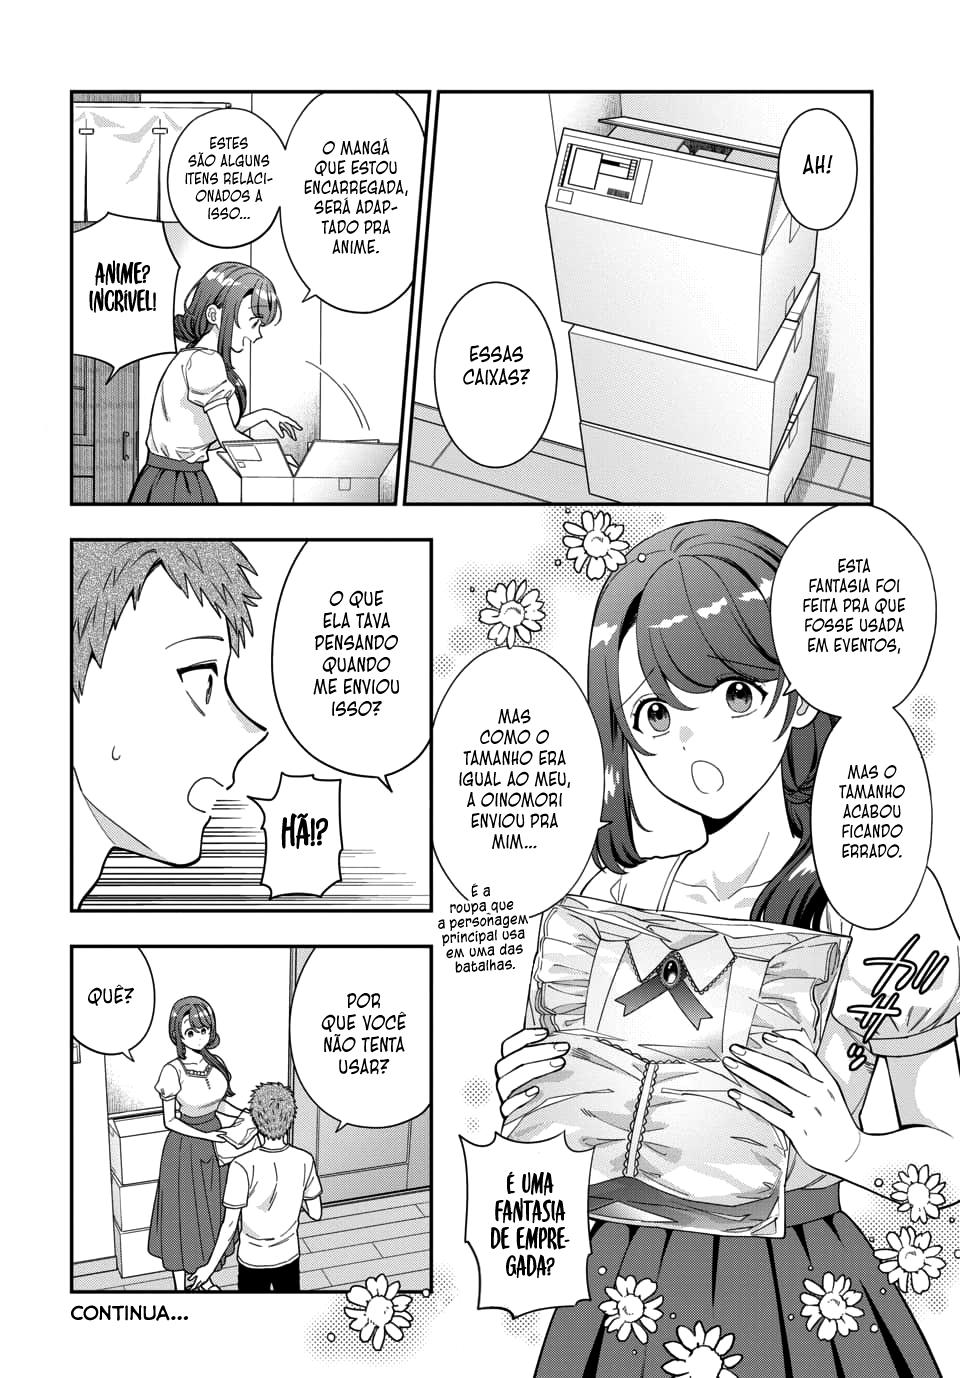 AH!
ESSAS
CAIXAS?
O MANGÁ
QUE ESTOU
ENCARREGADA,
SERÁ ADAP-
TADO PRA
ANIME.
ESTES
SÃO ALGUNS
ITENS RELACI-
ONADOS A
ISSO...
ANIME?
INCRÍVEL!
ESTA
FANTASIA FOI
FEITA PRA QUE
FOSSE USADA
EM EVENTOS,
MAS O
TAMANHO
ACABOU
FICANDO
ERRADO.
MAS
COMO O
TAMANHO ERA
IGUAL AO MEU,
A OINOMORI
ENVIOU PRA
MIM...
É a
roupa que
a personagem
principal usa
em uma das
batalhas.
ガサッ
É UMA
FANTASIA
DE EMPRE-
GADA?
O QUE
ELA TAVA
PENSANDO
QUANDO
ME ENVIOU
ISSO?
HÃ!?
POR
QUE VOCÊ
NÃO TENTA
USAR?
QUÊ?
CONTINUA...